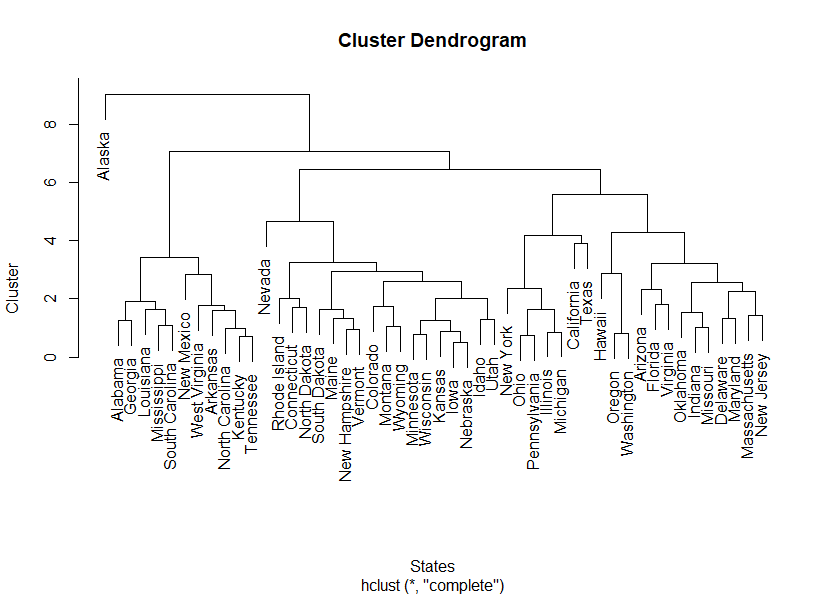 Cluster Dendrogram
Cluster
0
2
4
6
8
Alaska
Alabama
Georgia
Louisiana
Mississippi
South Carolina
New Mexico
West Virginia
Arkansas
North Carolina
Kentucky
Tennessee
Nevada
Rhode Island
Connecticut
North Dakota
South Dakota
Maine
New Hampshire
Vermont
Colorado
Montana
Wyoming
Minnesota
Wisconsin
Kansas
Iowa
Nebraska
Idaho
Utah
New York
Ohio
Pennsylvania
Illinois
Michigan
California
Texas
Hawaii
Oregon
Washington
Arizona
Florida
Virginia
Oklahoma
Indiana
Missouri
Delaware
Maryland
Massachusetts
New Jersey
States
hclust (*, "complete")